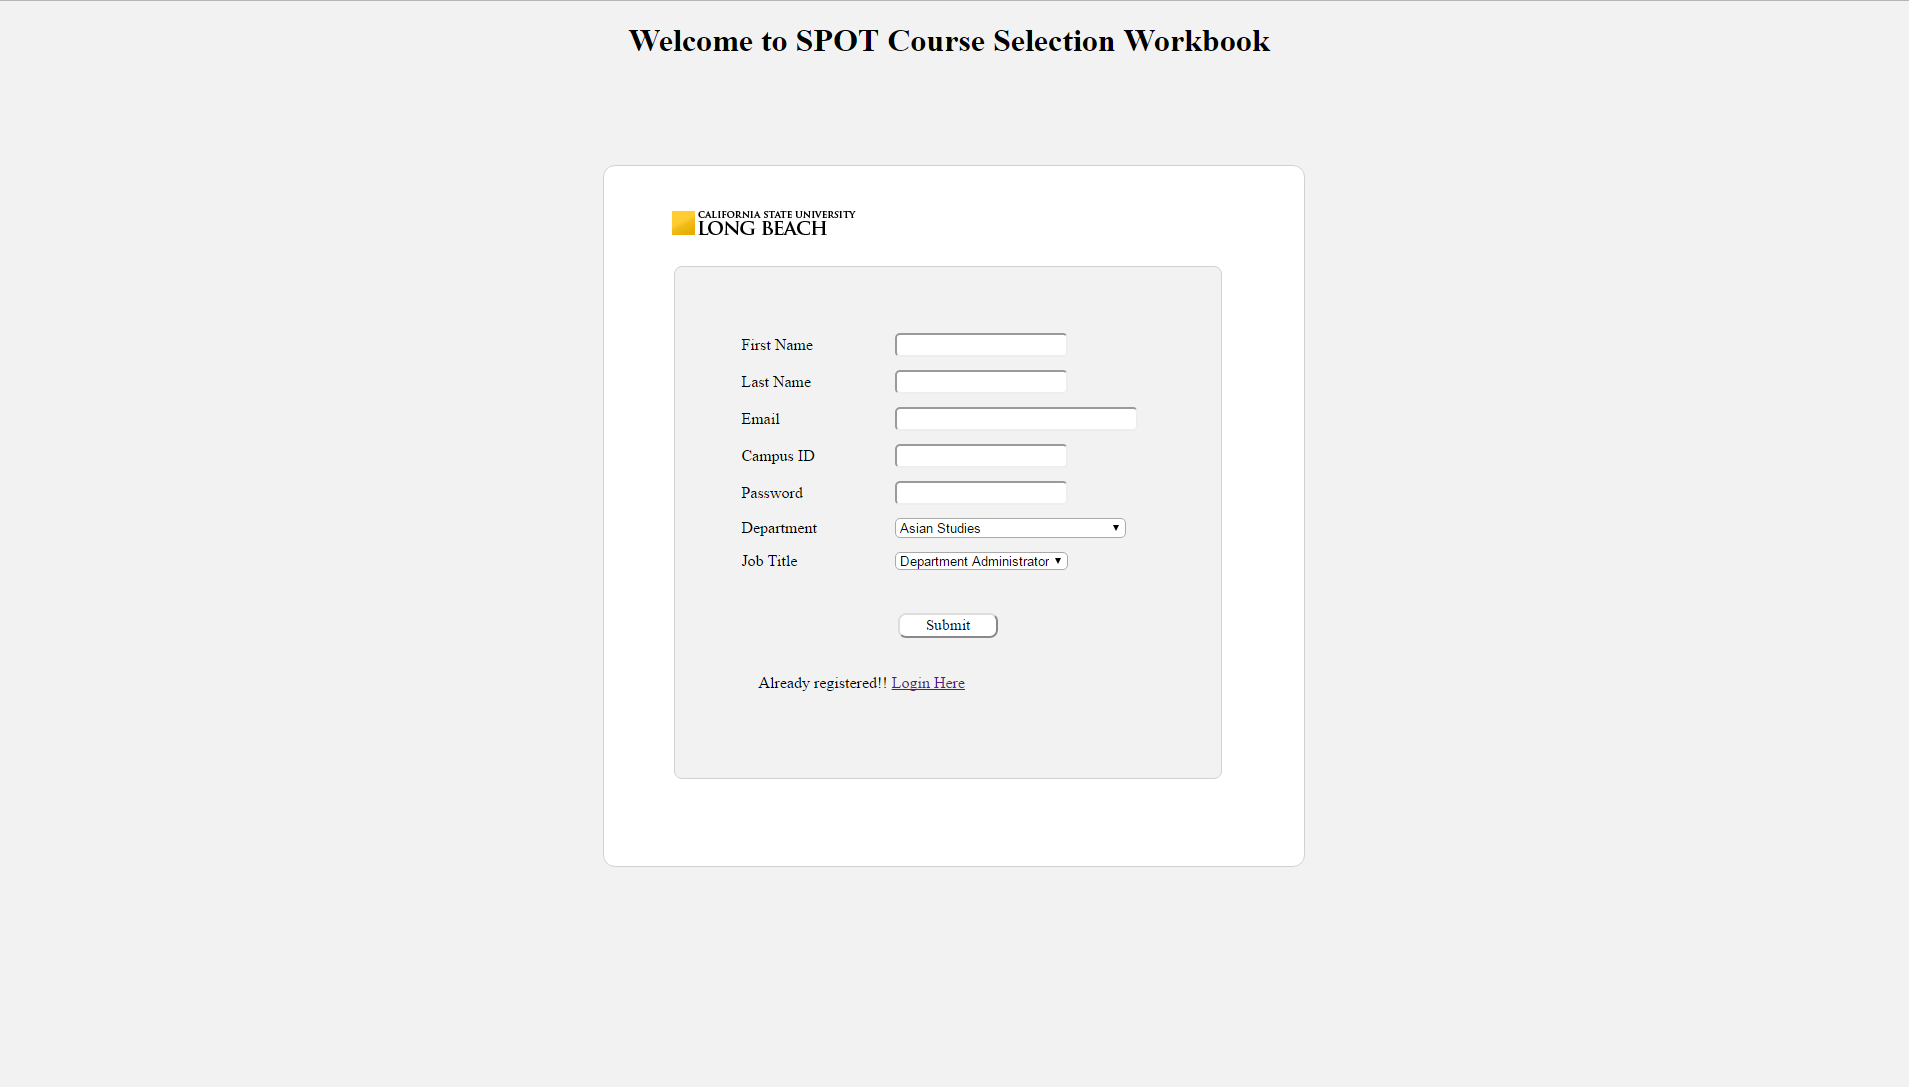 Welcome to SPOT Course Selection Workbook
CALIFORNIA STATE UNIVERSITY
LONG BEACH
First Name
Last Name
Email
Campus ID
Password
Department Asian Studies
Job Title Department Administrator
Submit
Already registered!! Login Here